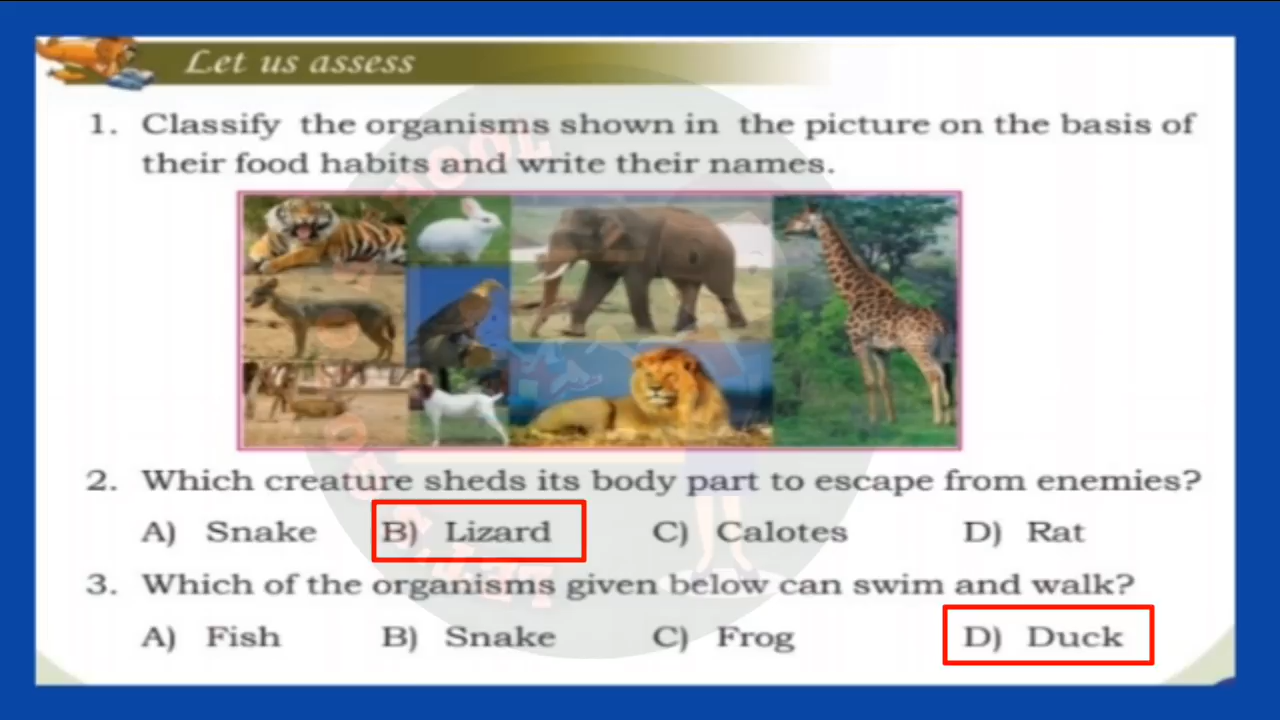 Let us assess
1. Classify the organisms shown in the picture on the basis of
their food habits and write their names.
2. Which creature sheds its body part to escape from enemies?
A) Snake B) Lizard C) Calotes D) Rat
3. Which of the organisms given below can swim and walk?
A) Fish B) Snake C) Frog D) Duck